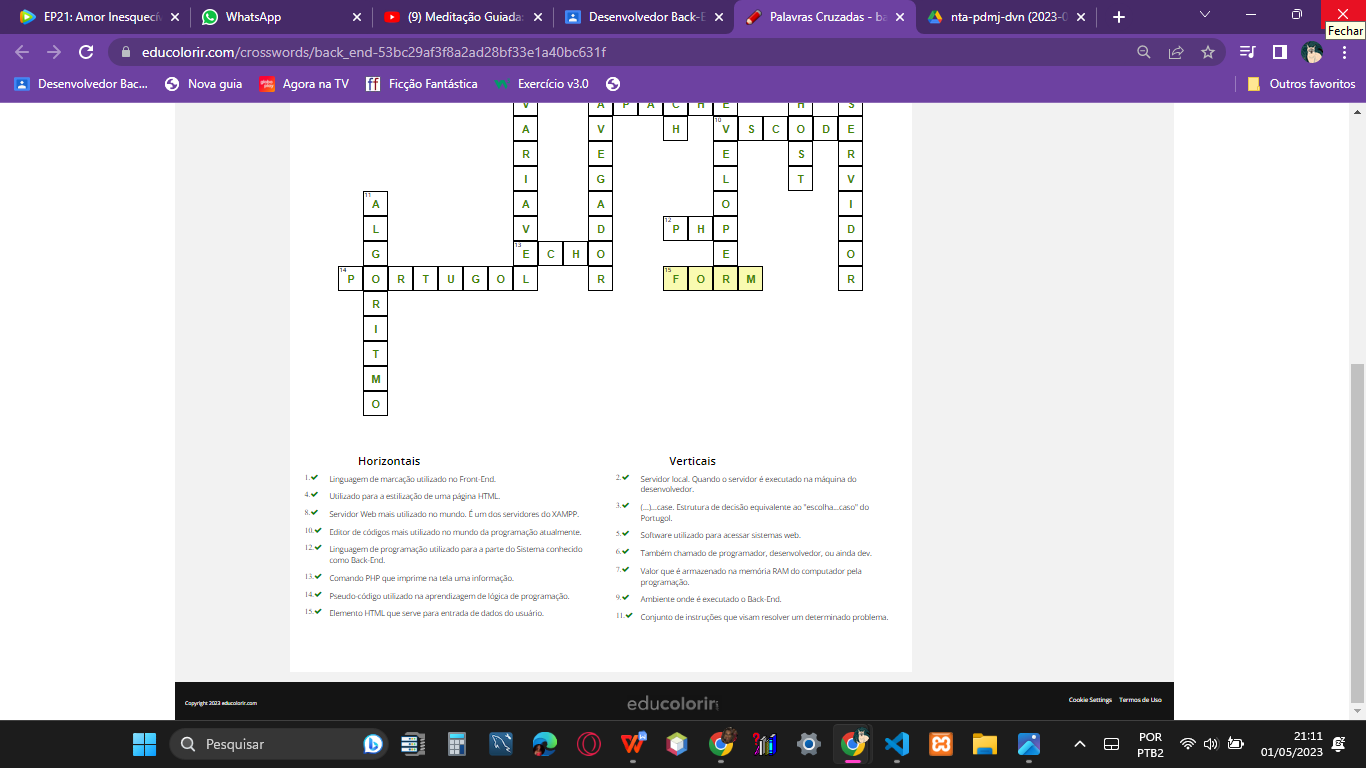 EP21: Amor Inesquecív
WhatsApp
(9) Meditação Guiada:
Desenvolvedor Back-E
Palavras Cruzadas - ba
nta-pdmj-dvn (2023-0
Fechar
educolorir.com/crosswords/back_end-53bc29af3f8a2ad28bf33e1a40bc631f
Desenvolvedor Bac...
Nova guia
Agora na TV
ff Ficção Fantástica
Exercício v3.0
Outros favoritos
V A P A C H E H S
A V H 10 V S C O D E
R E E S R
I G L T V
11 A A A O I
L V D 12 P H P D
G 13 E C H O E O
14 P O R T U G O L R 15 F O R M R
R
I
T
M
O
Horizontais
1. Linguagem de marcação utilizado no Front-End.
4. Utilizado para a estilização de uma página HTML.
8. Servidor Web mais utilizado no mundo. É um dos servidores do XAMPP.
10. Editor de códigos mais utilizado no mundo da programação atualmente.
12. Linguagem de programação utilizado para a parte do Sistema conhecido
como Back-End.
13. Comando PHP que imprime na tela uma informação.
14. Pseudo-código utilizado na aprendizagem de lógica de programação.
15. Elemento HTML que serve para entrada de dados do usuário.
Verticais
2. Servidor local. Quando o servidor é executado na máquina do
desenvolvedor.
3. (...)...case. Estrutura de decisão equivalente ao "escolha...caso" do
Portugol.
5. Software utilizado para acessar sistemas web.
6. Também chamado de programador, desenvolvedor, ou ainda dev.
7. Valor que é armazenado na memória RAM do computador pela
programação.
9. Ambiente onde é executado o Back-End.
11. Conjunto de instruções que visam resolver um determinado problema.
Copyright 2023 educolorir.com
educolorir
Cookie Settings Termos de Uso
Pesquisar
POR
PTB2
21:11
01/05/2023